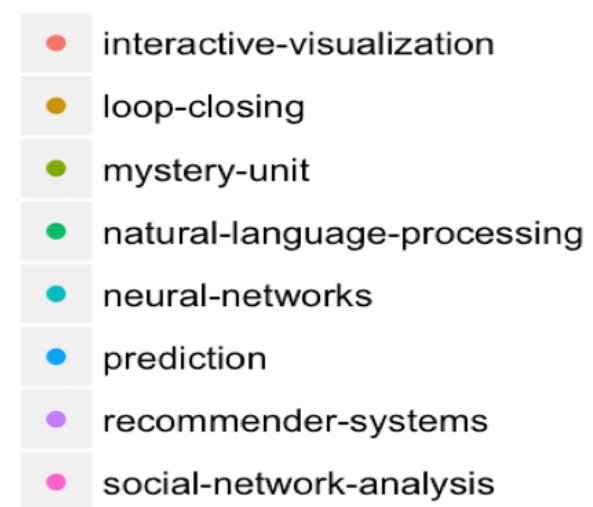 interactive-visualization
loop-closing
mystery-unit
natural-language-processing
neural-networks
prediction
recommender-systems
social-network-analysis